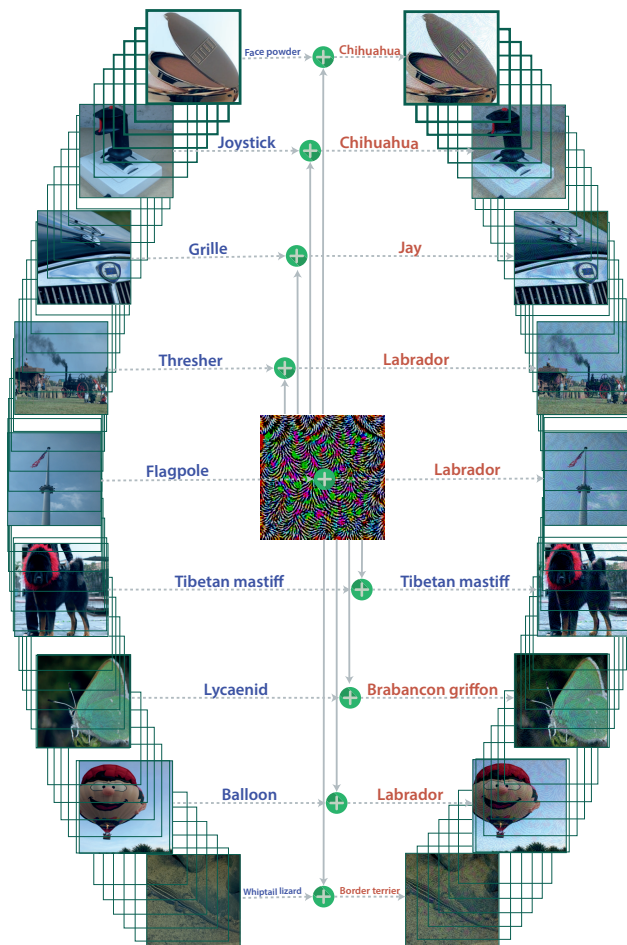 Face powder Chihuahua
Joystick Chihuahua
Grille Jay
Thresher Labrador
Flagpole Labrador
Tibetan mastiff Tibetan mastiff
Lycaenid Brabancon griffon
Balloon Labrador
Whiptail lizard Border terrier